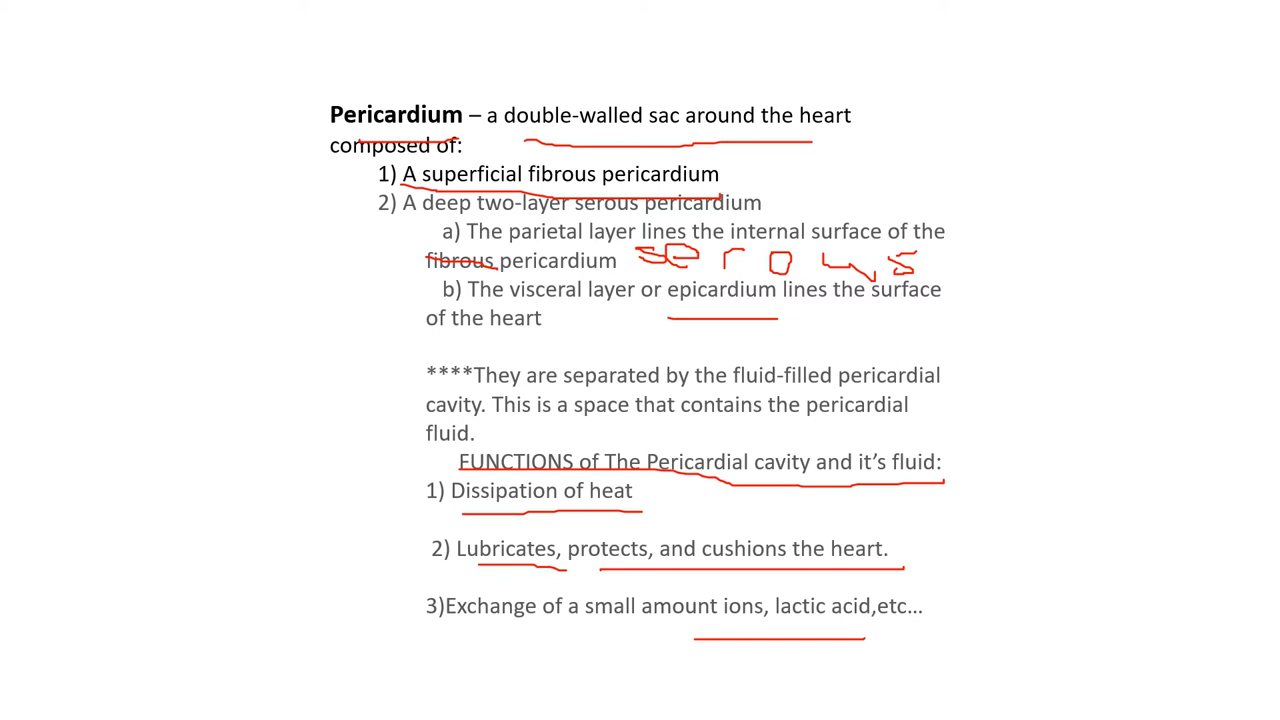 Pericardium – a double-walled sac around the heart
composed of:
1) A superficial fibrous pericardium
2) A deep two-layer serous pericardium
a) The parietal layer lines the internal surface of the
fibrous pericardium serous
b) The visceral layer or epicardium lines the surface
of the heart
****They are separated by the fluid-filled pericardial
cavity. This is a space that contains the pericardial
fluid.
FUNCTIONS of The Pericardial cavity and it’s fluid:
1) Dissipation of heat
2) Lubricates, protects, and cushions the heart.
3)Exchange of a small amount ions, lactic acid,etc…